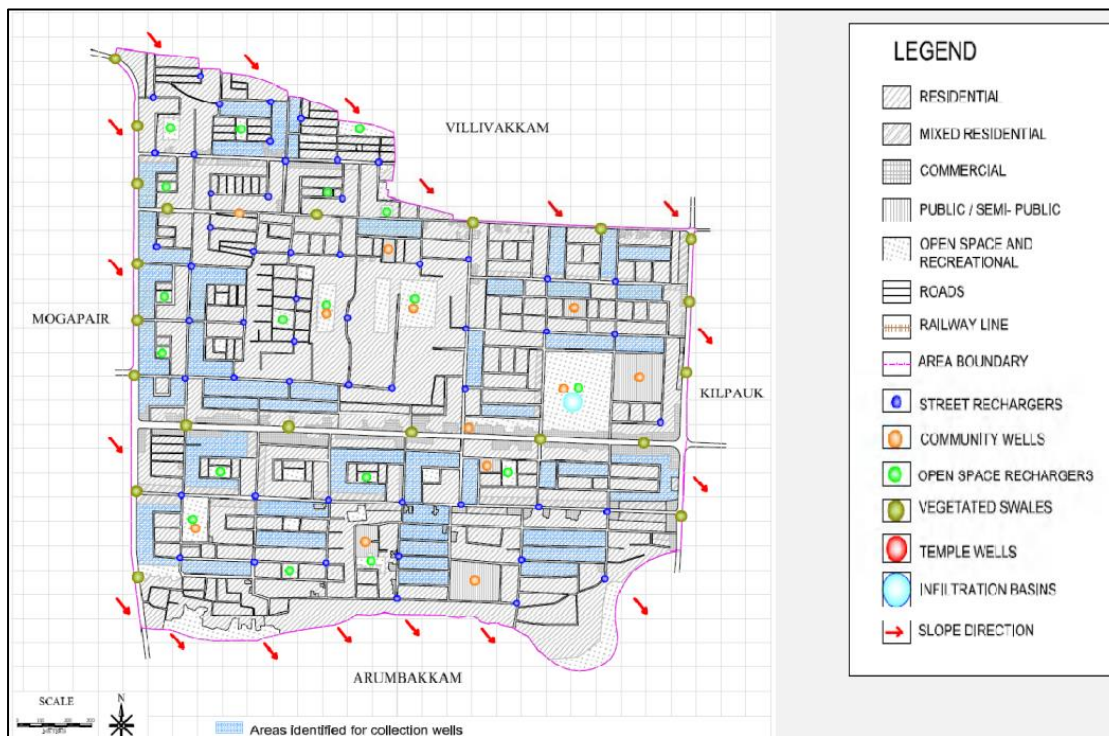 VILLIVAKKAM
MOGAPAIR
KILPAUK
ARUMBAKKAM
SCALE
N
Areas identified for collection wells
LEGEND
RESIDENTIAL
MIXED RESIDENTIAL
COMMERCIAL
PUBLIC / SEMI- PUBLIC
OPEN SPACE AND
RECREATIONAL
ROADS
RAILWAY LINE
AREA BOUNDARY
STREET RECHARGERS
COMMUNITY WELLS
OPEN SPACE RECHARGERS
VEGETATED SWALES
TEMPLE WELLS
INFILTRATION BASINS
SLOPE DIRECTION